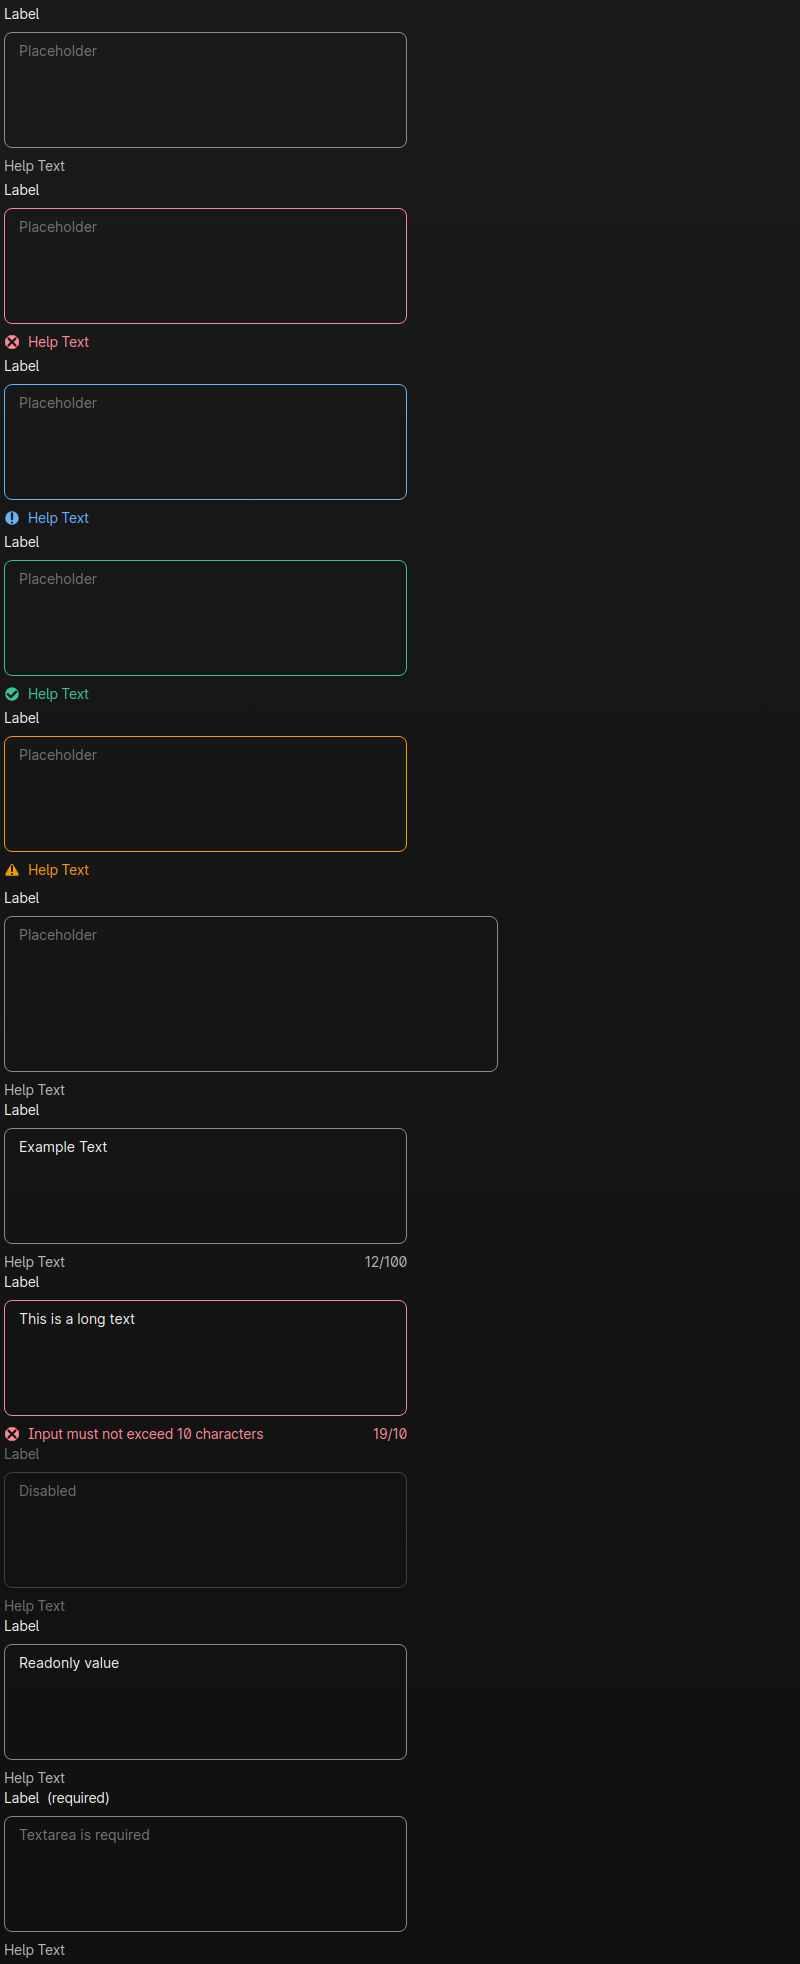 Label
Placeholder
Help Text
Label
Placeholder
Help Text
Label
Placeholder
Help Text
Label
Placeholder
Help Text
Label
Placeholder
Help Text
Label
Placeholder
Help Text
Label
Example Text
Help Text 12/100
Label
This is a long text
Input must not exceed 10 characters 19/10
Label
Disabled
Help Text
Label
Readonly value
Help Text
Label (required)
Textarea is required
Help Text